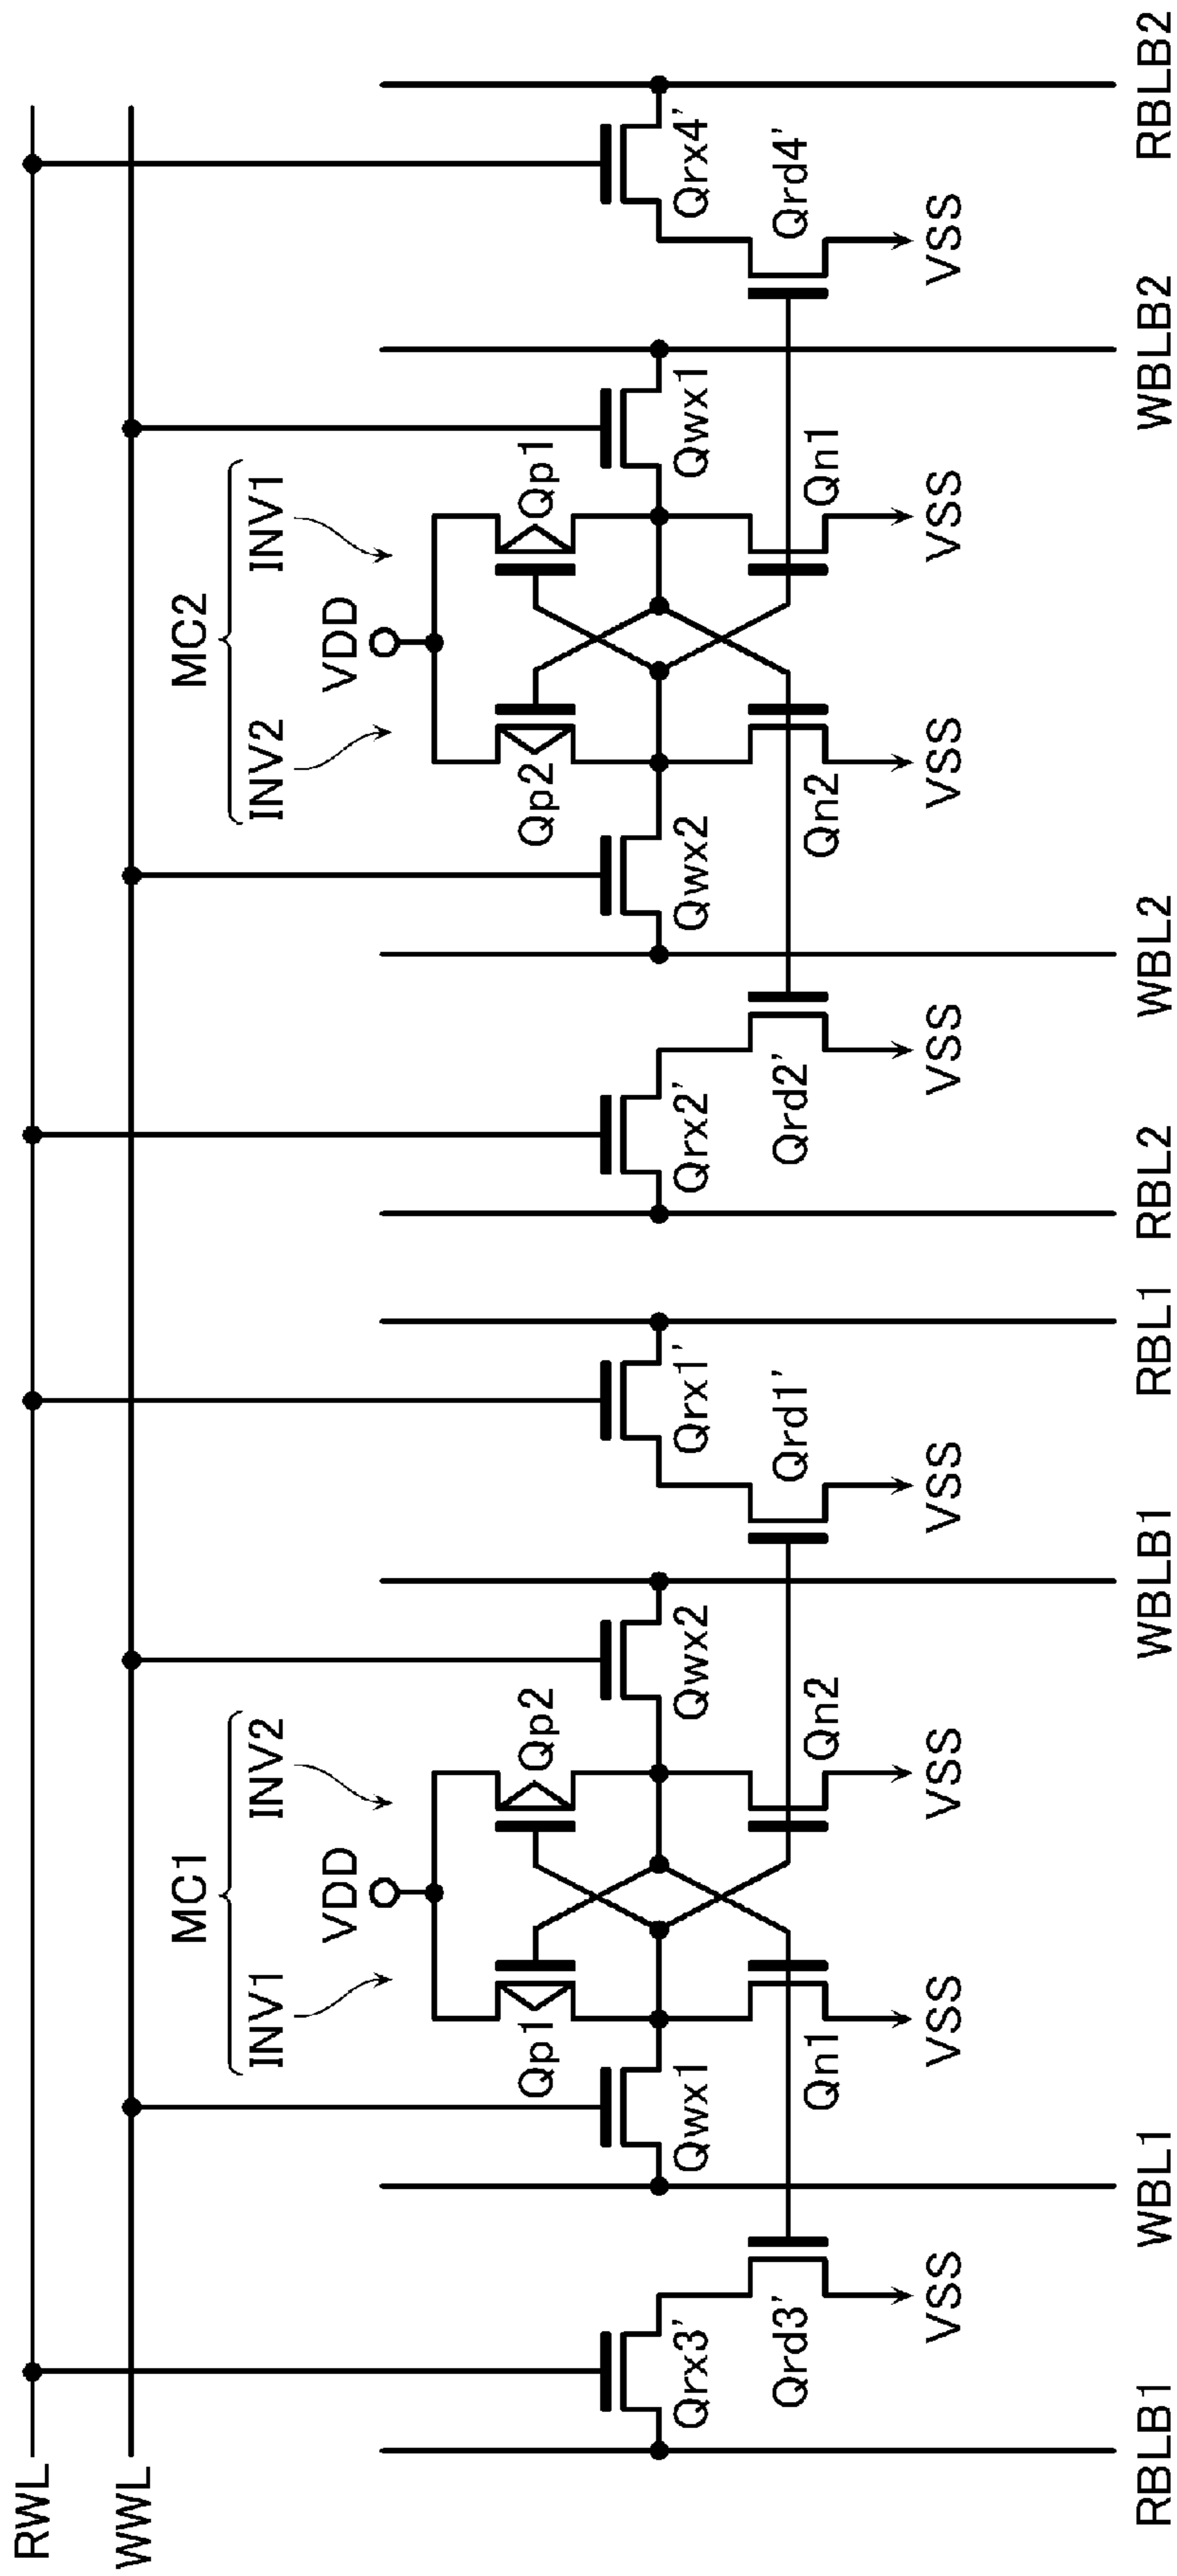 RWL
WWL
MC1
MC2
INV1
INV2
INV2
INV1
VDD
VDD
Qp1
Qp2
Qp2
Qp1
Qrx3'
Qwx1
Qwx2
Qrx1'
Qrx2'
Qwx2
Qwx1
Qrx4'
Qrd3'
Qn1
Qn2
Qrd1'
Qrd2'
Qn2
Qn1
Qrd4'
VSS
VSS
VSS
VSS
VSS
VSS
VSS
VSS
RBLB1
WBL1
WBLB1
RBL1
RBL2
WBL2
WBLB2
RBLB2